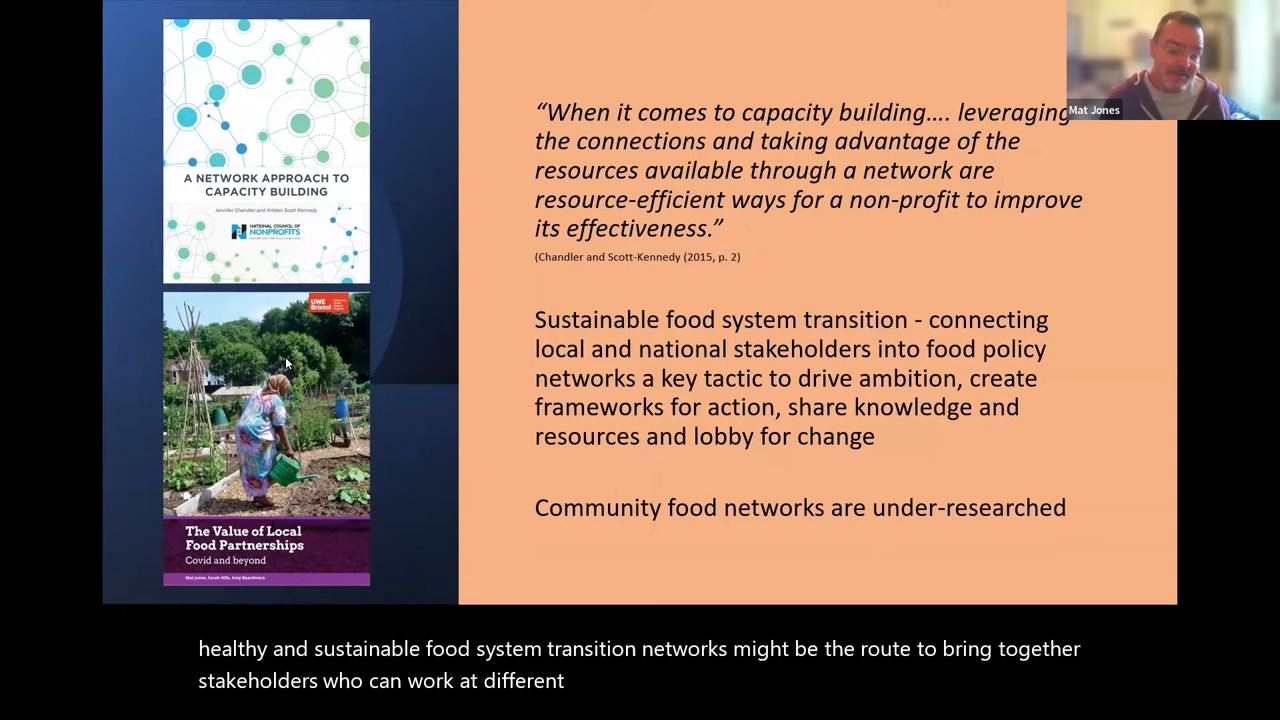 A NETWORK APPROACH TO
CAPACITY BUILDING
Jennifer Chandler and Kristen Scott Kennedy
NATIONAL COUNCIL OF
NONPROFITS
UWE
Bristol
The Value of Local
Food Partnerships
Covid and beyond
Mat Jones, Sarah Hills, Amy Beardmore
“When it comes to capacity building…. leveraging
the connections and taking advantage of the
resources available through a network are
resource-efficient ways for a non-profit to improve
its effectiveness.”
(Chandler and Scott-Kennedy (2015, p. 2)
Sustainable food system transition - connecting
local and national stakeholders into food policy
networks a key tactic to drive ambition, create
frameworks for action, share knowledge and
resources and lobby for change
Community food networks are under-researched
Mat Jones
healthy and sustainable food system transition networks might be the route to bring together
stakeholders who can work at different